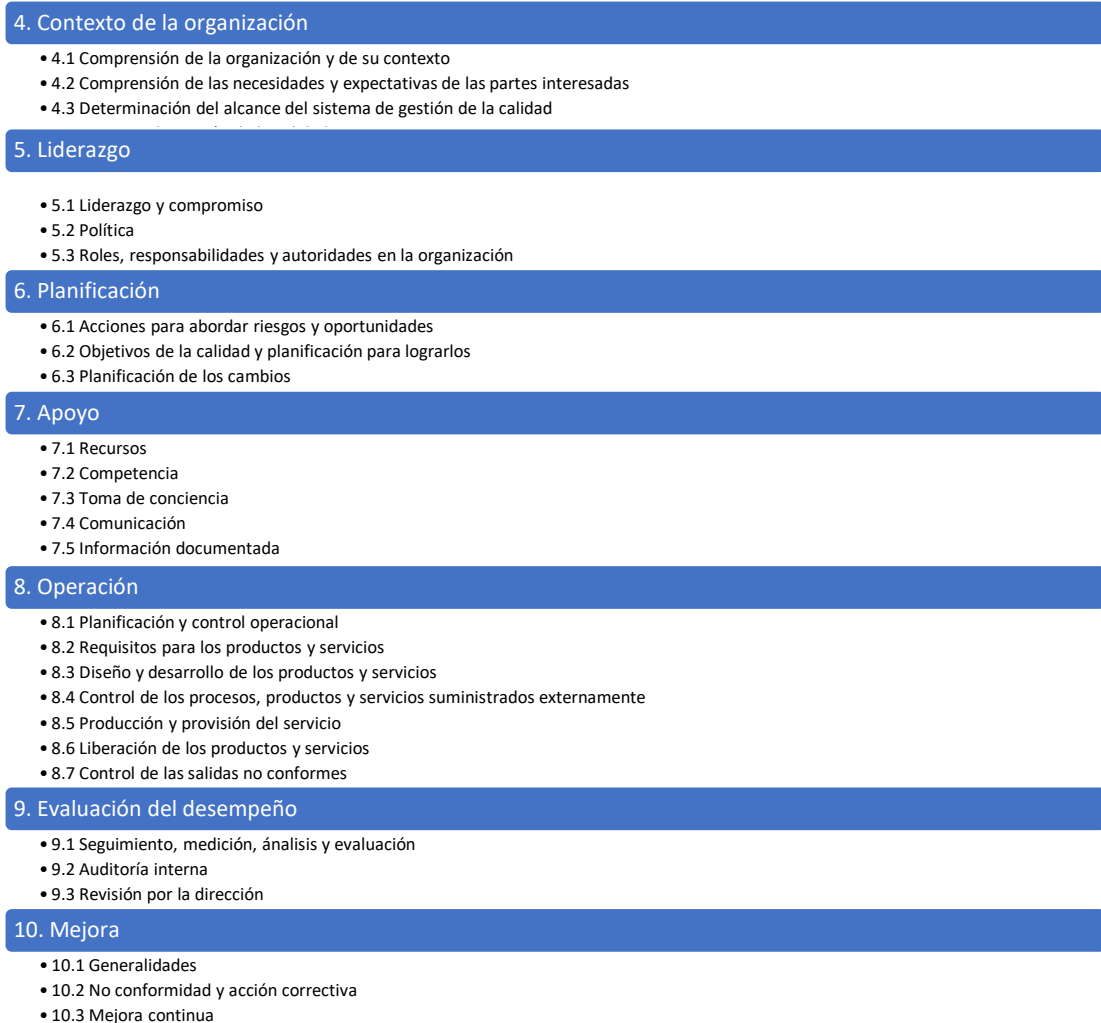 4. Contexto de la organización
• 4.1 Comprensión de la organización y de su contexto
• 4.2 Comprensión de las necesidades y expectativas de las partes interesadas
• 4.3 Determinación del alcance del sistema de gestión de la calidad
5. Liderazgo
• 5.1 Liderazgo y compromiso
• 5.2 Política
• 5.3 Roles, responsabilidades y autoridades en la organización
6. Planificación
• 6.1 Acciones para abordar riesgos y oportunidades
• 6.2 Objetivos de la calidad y planificación para lograrlos
• 6.3 Planificación de los cambios
7. Apoyo
• 7.1 Recursos
• 7.2 Competencia
• 7.3 Toma de conciencia
• 7.4 Comunicación
• 7.5 Información documentada
8. Operación
• 8.1 Planificación y control operacional
• 8.2 Requisitos para los productos y servicios
• 8.3 Diseño y desarrollo de los productos y servicios
• 8.4 Control de los procesos, productos y servicios suministrados externamente
• 8.5 Producción y provisión del servicio
• 8.6 Liberación de los productos y servicios
• 8.7 Control de las salidas no conformes
9. Evaluación del desempeño
• 9.1 Seguimiento, medición, ánalisis y evaluación
• 9.2 Auditoría interna
• 9.3 Revisión por la dirección
10. Mejora
• 10.1 Generalidades
• 10.2 No conformidad y acción correctiva
• 10.3 Mejora continua